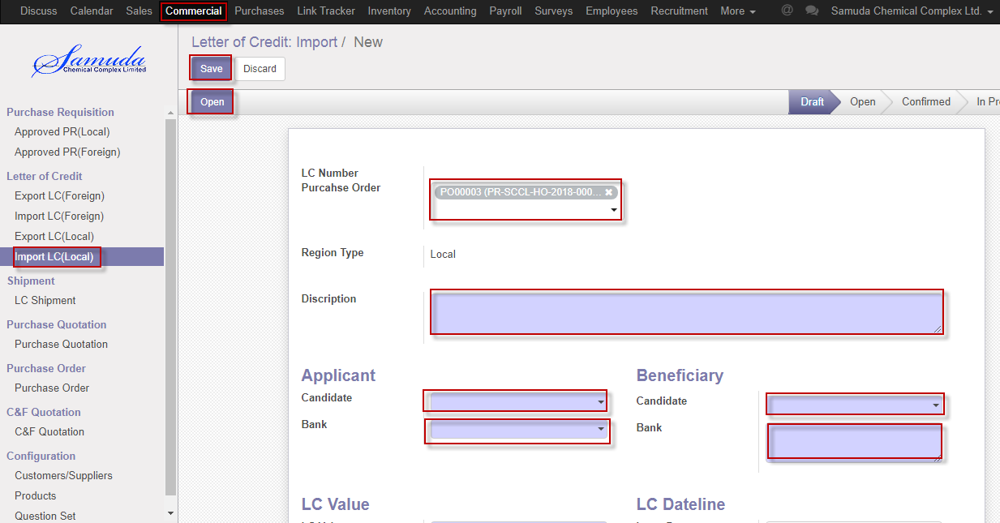 Discuss Calendar Sales Commercial Purchases Link Tracker Inventory Accounting Payroll Surveys Employees Recruitment More @ Samuda Chemical Complex Ltd.
Samuda
Chemical Complex Limited
Letter of Credit: Import / New
Save Discard
Open
Draft Open Confirmed In Pr
Purchase Requisition
Approved PR(Local)
Approved PR(Foreign)
Letter of Credit
Export LC(Foreign)
Import LC(Foreign)
Export LC(Local)
Import LC(Local)
Shipment
LC Shipment
Purchase Quotation
Purchase Quotation
Purchase Order
Purchase Order
C&F Quotation
C&F Quotation
Configuration
Customers/Suppliers
Products
Question Set
LC Number
Purcahse Order PO00003 (PR-SCCL-HO-2018-000... ✖
Region Type Local
Discription
Applicant
Candidate
Bank
Beneficiary
Candidate
Bank
LC Value
LC Dateline